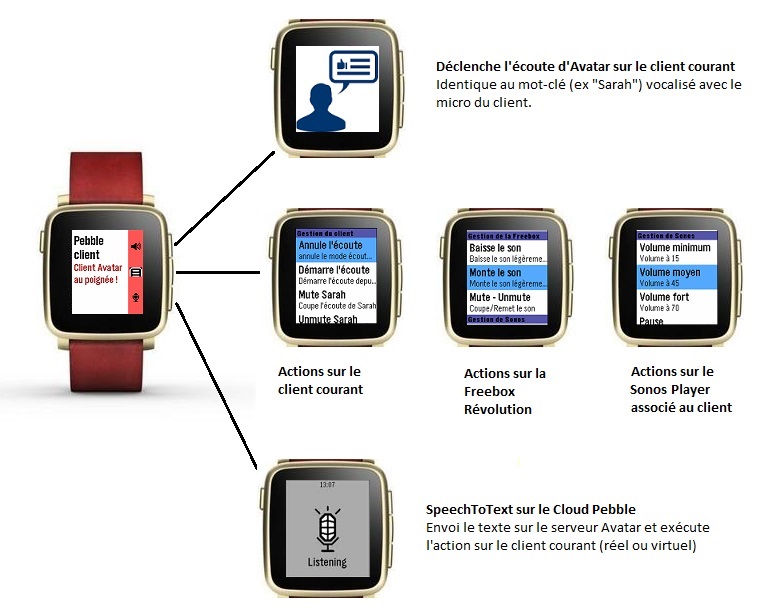 Déclenche l'écoute d'Avatar sur le client courant
Identique au mot-clé (ex "Sarah") vocalisé avec le
micro du client.
Pebble
client
Client Avatar
au poignée !
Gestion du client
Annule l'écoute
annule le mode écout...
Démarre l'écoute
Démarre l'écoute depu...
Mute Sarah
Coupe l'écoute de Sarah
Unmute Sarah
Gestion de la Freebox
Baisse le son
Baisse le son légèreme...
Monte le son
Monte le son légèreme...
Mute - Unmute
Coupe/Remet le son
Gestion de Sonos
Gestion de Sonos
Volume minimum
Volume à 15
Volume moyen
Volume à 45
Volume fort
Volume à 70
Pause
Actions sur le
client courant
Actions sur la
Freebox
Révolution
Actions sur le
Sonos Player
associé au client
13:07
Listening
SpeechToText sur le Cloud Pebble
Envoi le texte sur le serveur Avatar et exécute
l'action sur le client courant (réel ou virtuel)